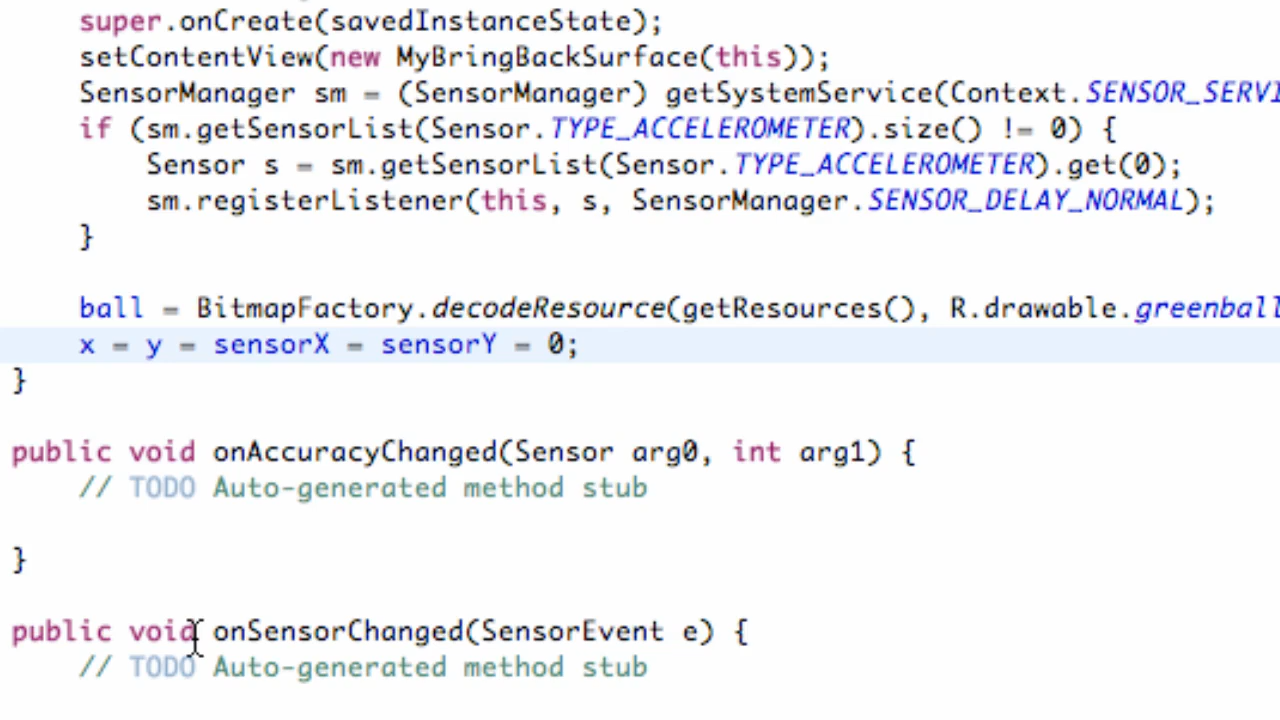 super.onCreate(savedInstanceState);
setContentView(new MyBringBackSurface(this));
SensorManager sm = (SensorManager) getSystemService(Context.SENSOR_SERVI
if (sm.getSensorList(Sensor.TYPE_ACCELEROMETER).size() != 0) {
Sensor s = sm.getSensorList(Sensor.TYPE_ACCELEROMETER).get(0);
sm.registerListener(this, s, SensorManager.SENSOR_DELAY_NORMAL);
}
ball = BitmapFactory.decodeResource(getResources(), R.drawable.greenball
x = y = sensorX = sensorY = 0;
}
public void onAccuracyChanged(Sensor arg0, int arg1) {
// TODO Auto-generated method stub
}
public void onSensorChanged(SensorEvent e) {
// TODO Auto-generated method stub